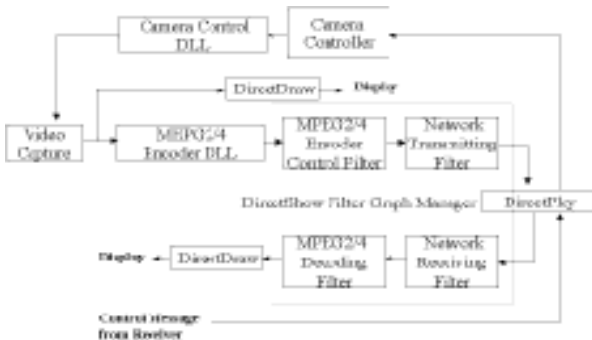 Camera Control
DLL
Camera
Controller
DirectDraw
Display
Video
Capture
MEPG2/4
Encoder DLL
MPEG2/4
Encoder
Control Filter
Network
Transmitting
Filter
DirectShow Filter Graph Manager
DirectPlay
Display
DirectDraw
MPEG2/4
Decoding
Filter
Network
Receiving
Filter
Control Message
from Receiver